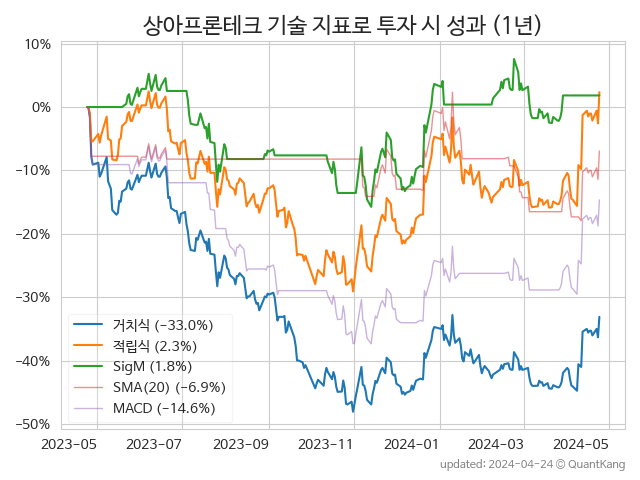 상아프론테크 기술 지표로 투자 시 성과 (1년)
10%
0%
−10%
−20%
−30%
−40%
−50%
거치식 (−33.0%)
적립식 (2.3%)
SigM (1.8%)
SMA(20) (−6.9%)
MACD (−14.6%)
2023-05
2023-07
2023-09
2023-11
2024-01
2024-03
2024-05
updated: 2024-04-24 © QuantKang